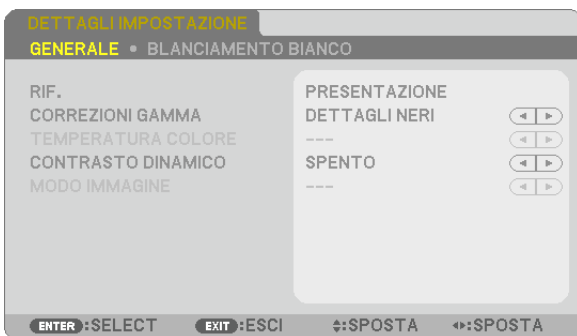 DETTAGLI IMPOSTAZIONE
GENERALE • BLANCIAMENTO BIANCO
RIF. PRESENTAZIONE
CORREZIONI GAMMA DETTAGLI NERI
TEMPERATURA COLORE ---
CONTRASTO DINAMICO SPENTO
MODO IMMAGINE ---
ENTER :SELECT EXIT :ESCI :SPOSTA :SPOSTA